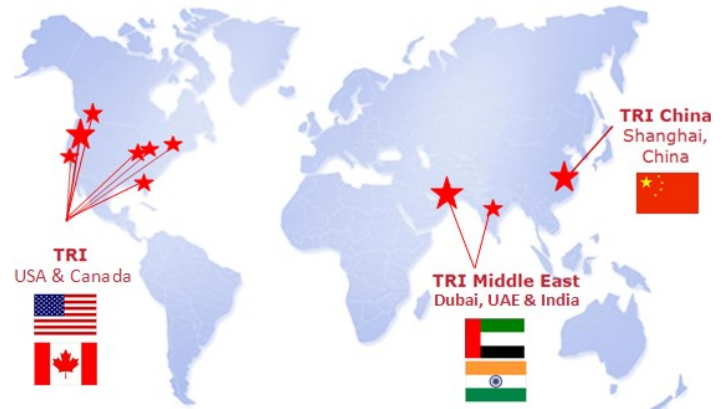 TRI China
Shanghai,
China
TRI
USA & Canada
TRI Middle East
Dubai, UAE & India